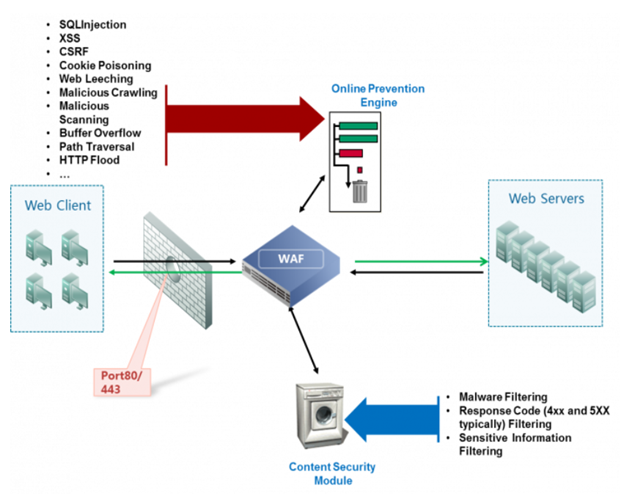 • SQLInjection
• XSS
• CSRF
• Cookie Poisoning
• Web Leeching
• Malicious Crawling
• Malicious
Scanning
• Buffer Overflow
• Path Traversal
• HTTP Flood
• ...
Online Prevention
Engine
Web Client
Web Servers
WAF
Port80/
443
• Malware Filtering
• Response Code (4xx and 5XX
typically) Filtering
• Sensitive Information
Filtering
Content Security
Module